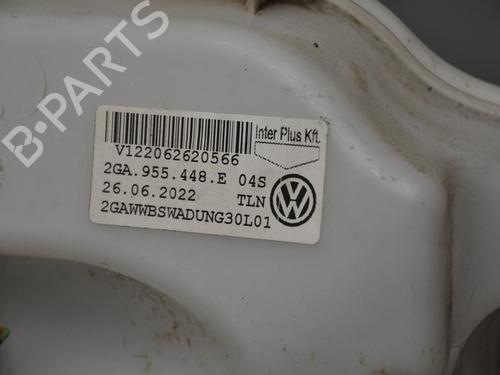 B-PARTS
Inter Plus Kft.
V122062620566
2GA.955.448.E 04S
26.06.2022 TLN
2GAWWBSWADUNG30L01